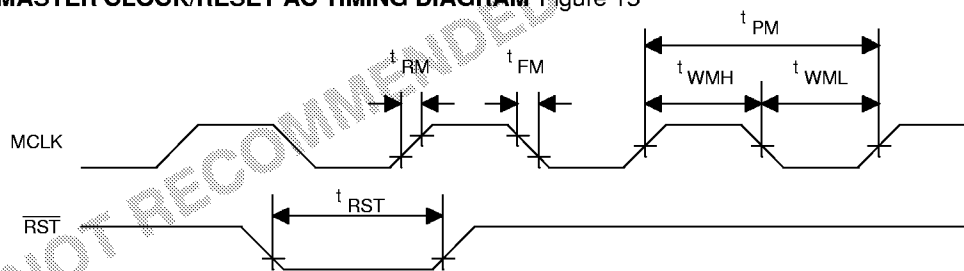 MASTER CLOCK/RESET AC TIMING DIAGRAM Figure 13
t PM
t RM
t FM
t WMH
t WML
MCLK
t RST
RST
NOT RECOMMENDED